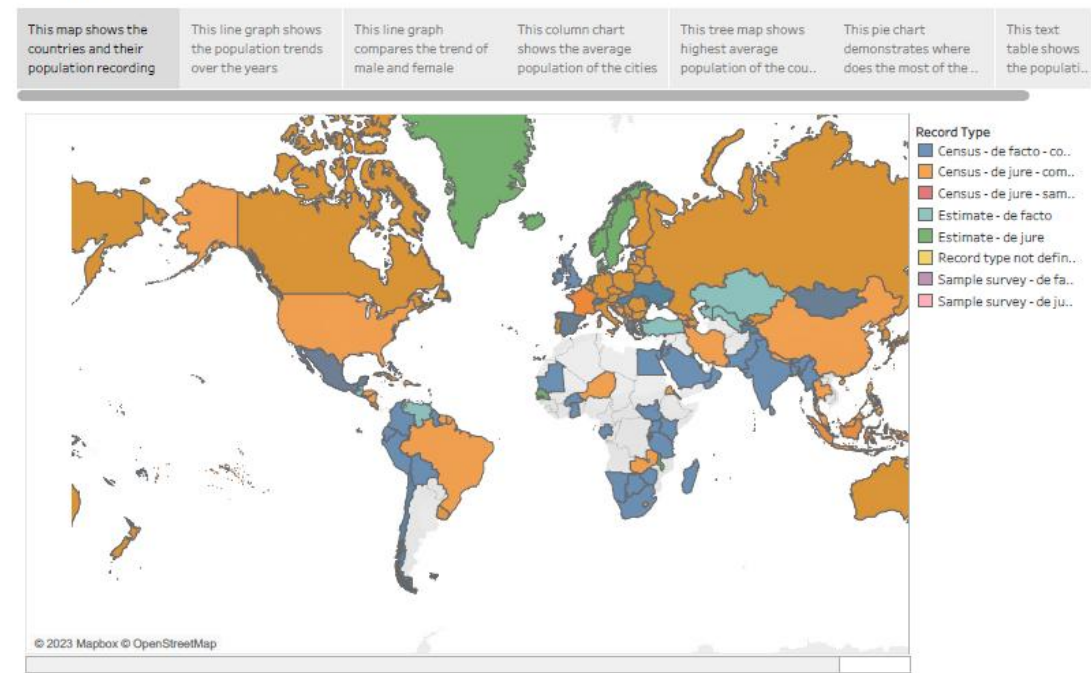 This map shows the
countries and their
population recording
This line graph shows
the population trends
over the years
This line graph
compares the trend of
male and female
This column chart
shows the average
population of the cities
This tree map shows
highest average
population of the cou..
This pie chart
demonstrates where
does the most of the ..
This text
table shows
the populati..
Record Type
Census - de facto - co..
Census - de jure - com..
Census - de jure - sam..
Estimate - de facto
Estimate - de jure
Record type not defin..
Sample survey - de fa..
Sample survey - de ju..
© 2023 Mapbox © OpenStreetMap